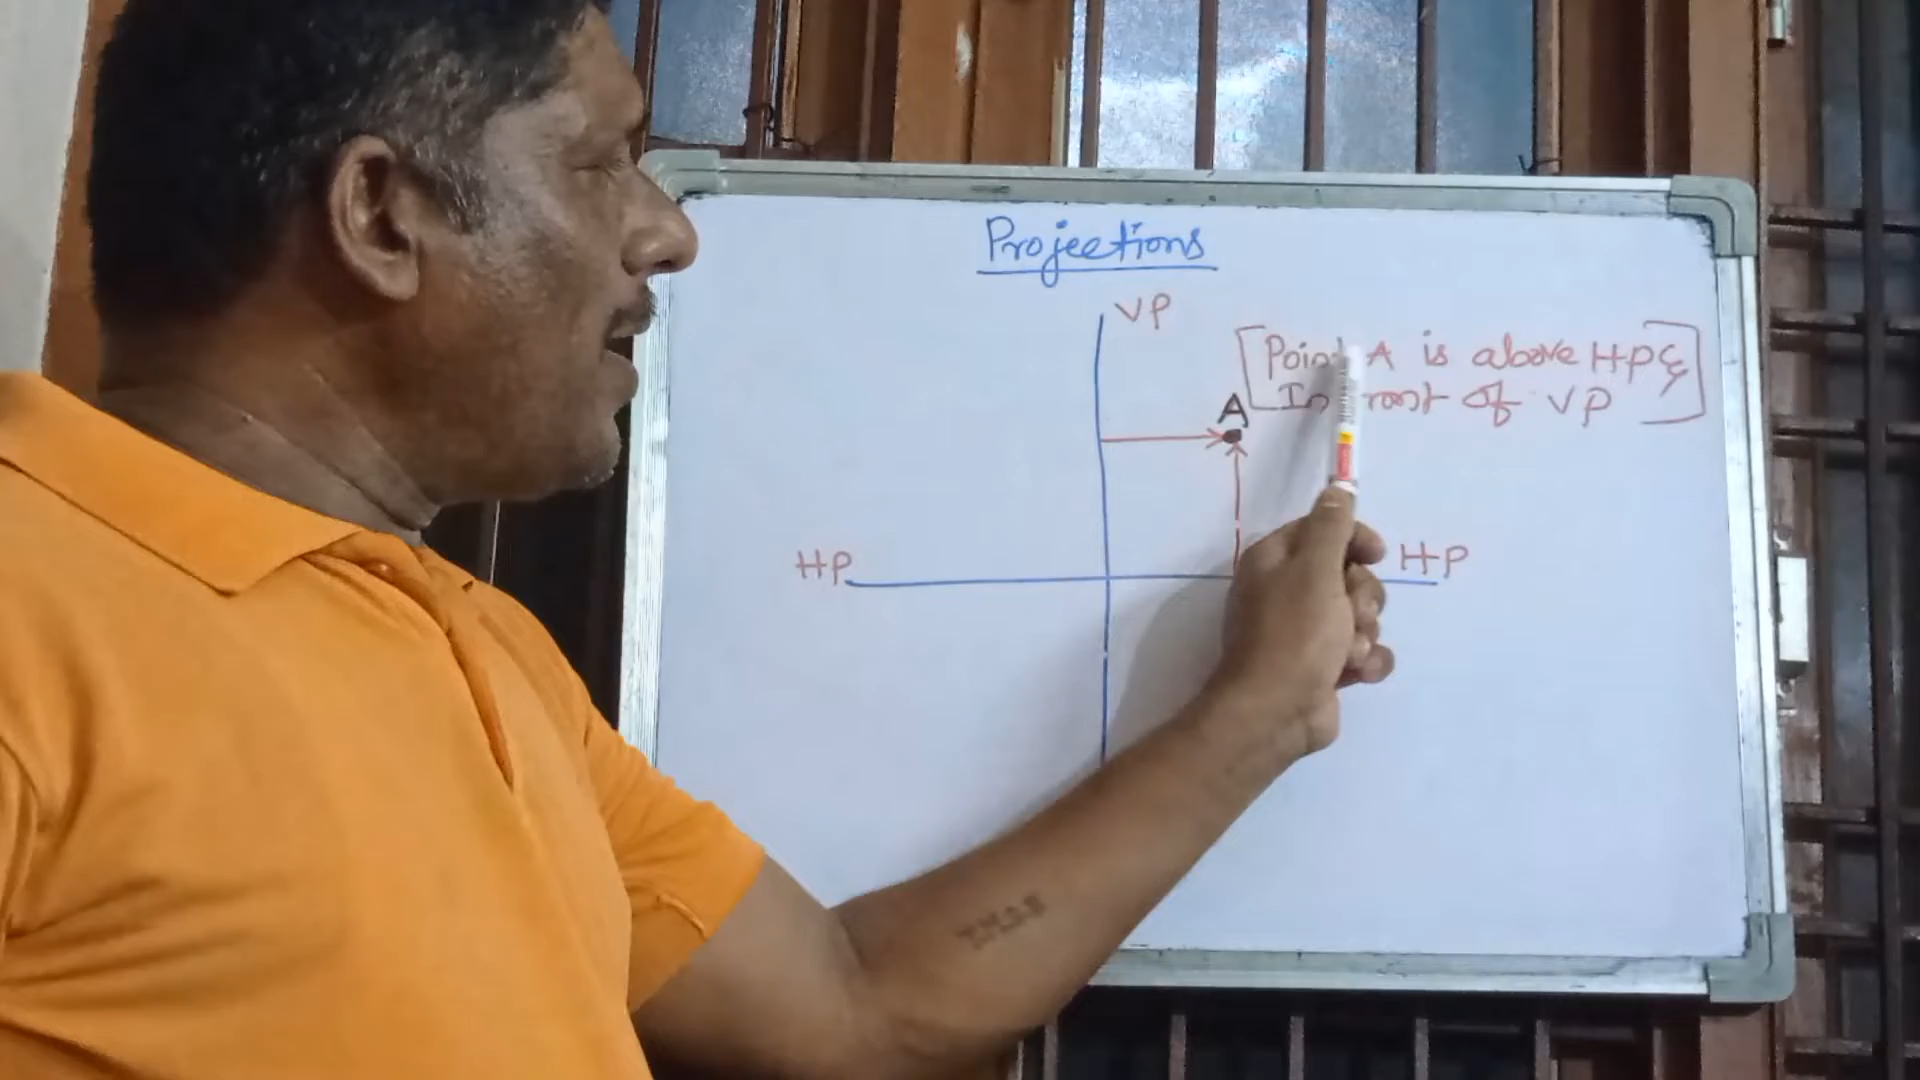 Projections
VP
[Point A is above HP &
In front of VP]
A
HP
HP